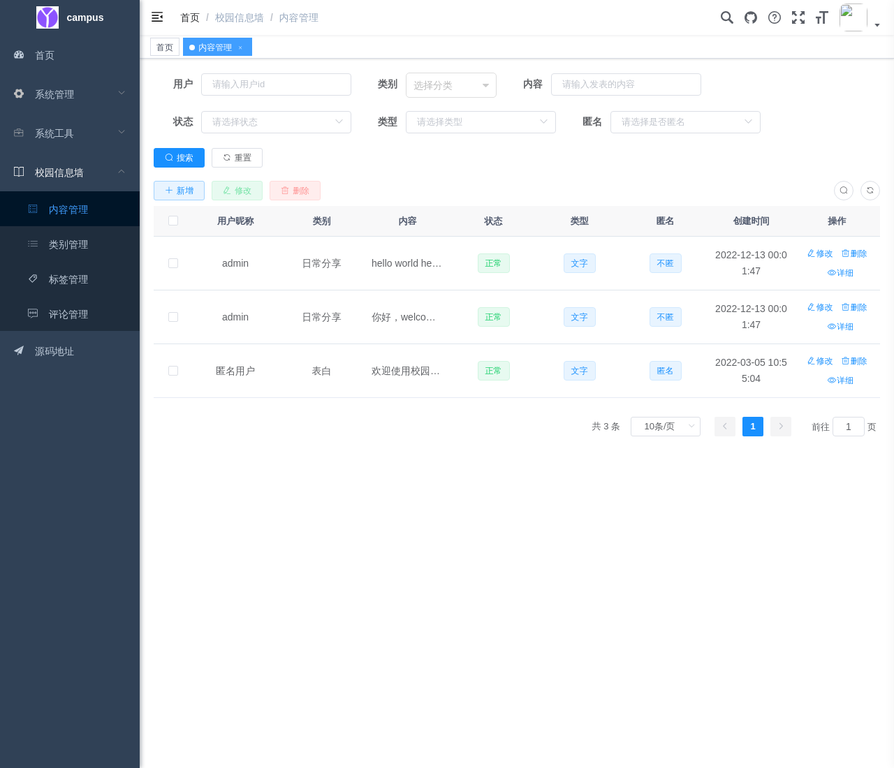 campus
首页
系统管理
系统工具
校园信息墙
内容管理
类别管理
标签管理
评论管理
源码地址
首页 / 校园信息墙 / 内容管理
首页
内容管理 ×
用户 请输入用户id
类别 选择分类
内容 请输入发表的内容
状态 请选择状态
类型 请选择类型
匿名 请选择是否匿名
搜索
重置
新增
修改
删除
用户昵称 类别 内容 状态 类型 匿名 创建时间 操作
admin 日常分享 hello world he… 正常 文字 不匿 2022-12-13 00:0
1:47
修改 删除
详细
admin 日常分享 你好，welco… 正常 文字 不匿 2022-12-13 00:0
1:47
修改 删除
详细
匿名用户 表白 欢迎使用校园… 正常 文字 匿名 2022-03-05 10:5
5:04
修改 删除
详细
共 3 条 10条/页 1 前往 1 页